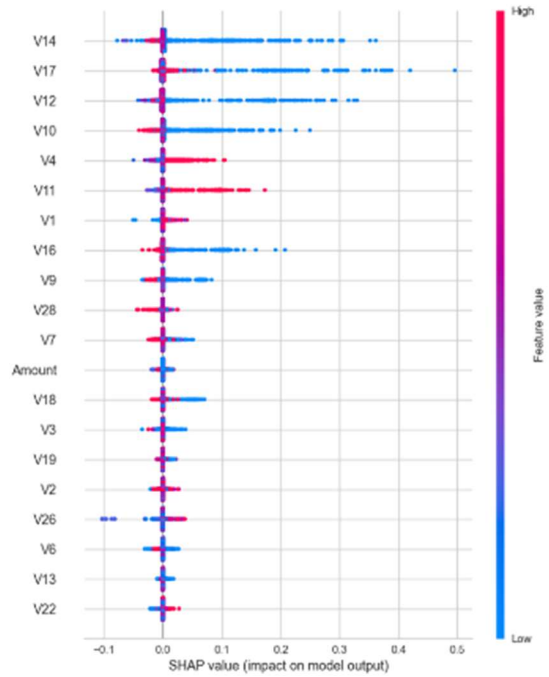 High
V14
V17
V12
V10
V4
V11
V1
V16
V9
V28
V7
Amount
V18
V3
V19
V2
V26
V6
V13
V22
Feature value
Low
−0.1 0.0 0.1 0.2 0.3 0.4 0.5
SHAP value (impact on model output)